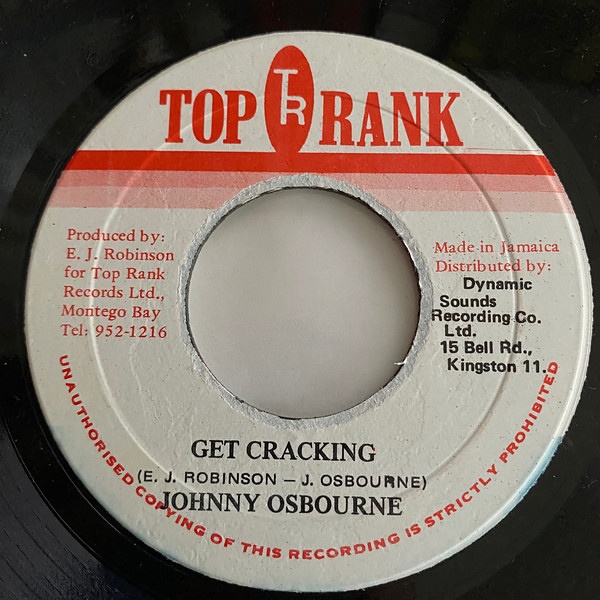 TOP TR RANK
Produced by:
E. J. Robinson
for Top Rank
Records Ltd.,
Montego Bay
Tel: 952-1216
Made in Jamaica
Distributed by:
Dynamic
Sounds
Recording Co.
Ltd.
15 Bell Rd.,
Kingston 11.
GET CRACKING
(E. J. ROBINSON – J. OSBOURNE)
JOHNNY OSBOURNE
UNAUTHORISED COPYING OF THIS RECORDING IS STRICTLY PROHIBITED